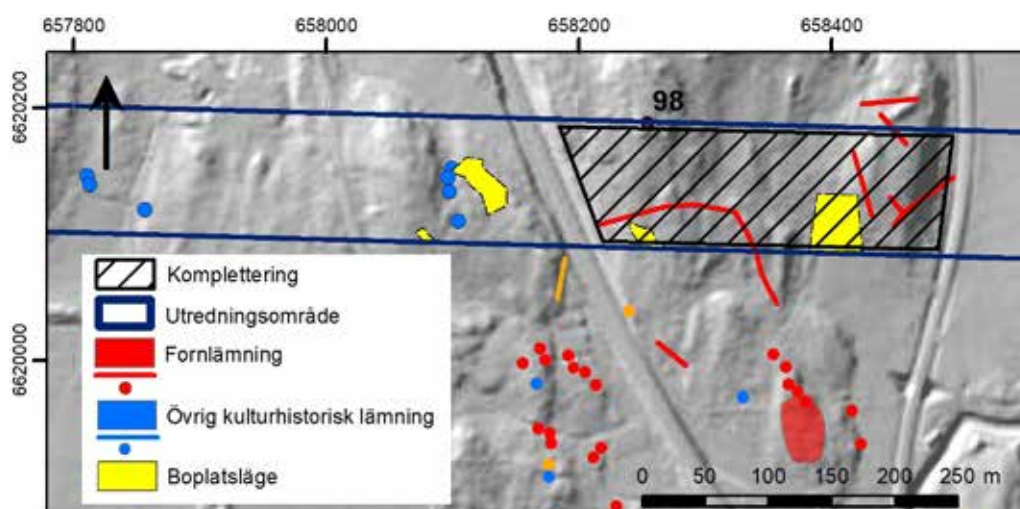 657800 658000 658200 658400
6620200
98
6620000
Komplettering
Utredningsområde
Fornlämning
Övrig kulturhistorisk lämning
Boplatsläge
0 50 100 150 200 250 m